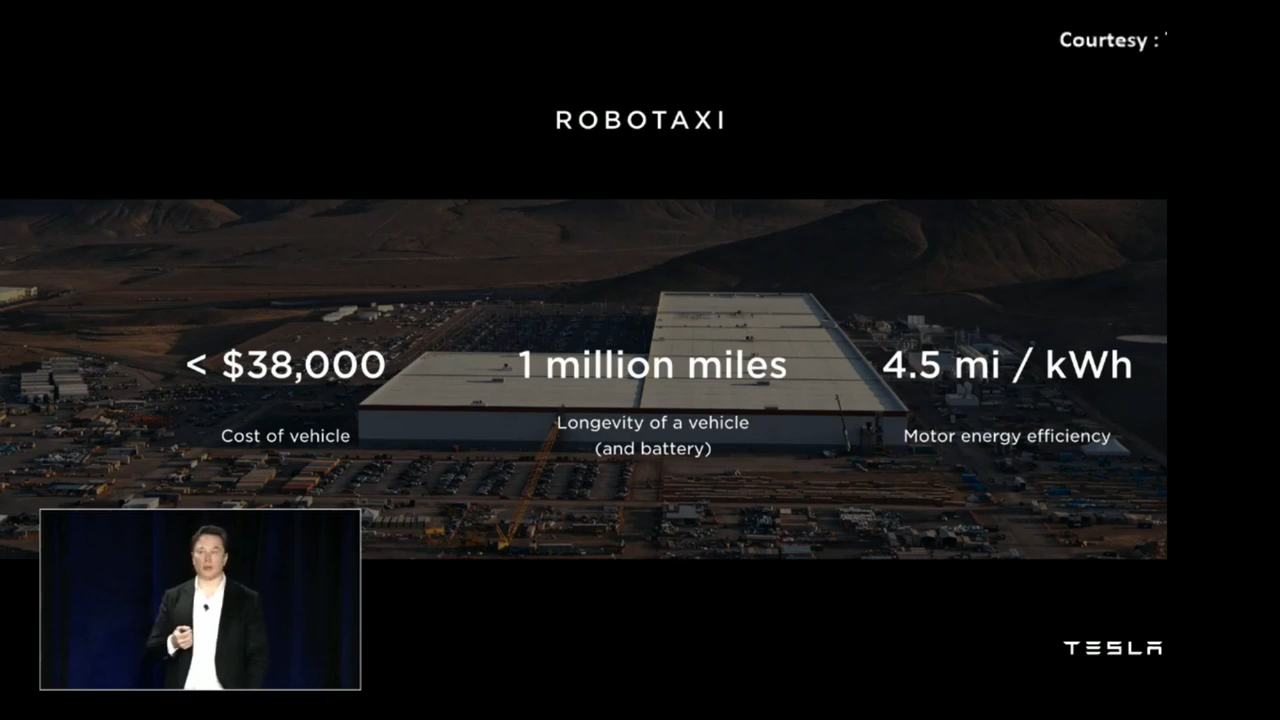 Courtesy :
ROBOTAXI
< $38,000
1 million miles
4.5 mi / kWh
Cost of vehicle
Longevity of a vehicle
(and battery)
Motor energy efficiency
TESLA